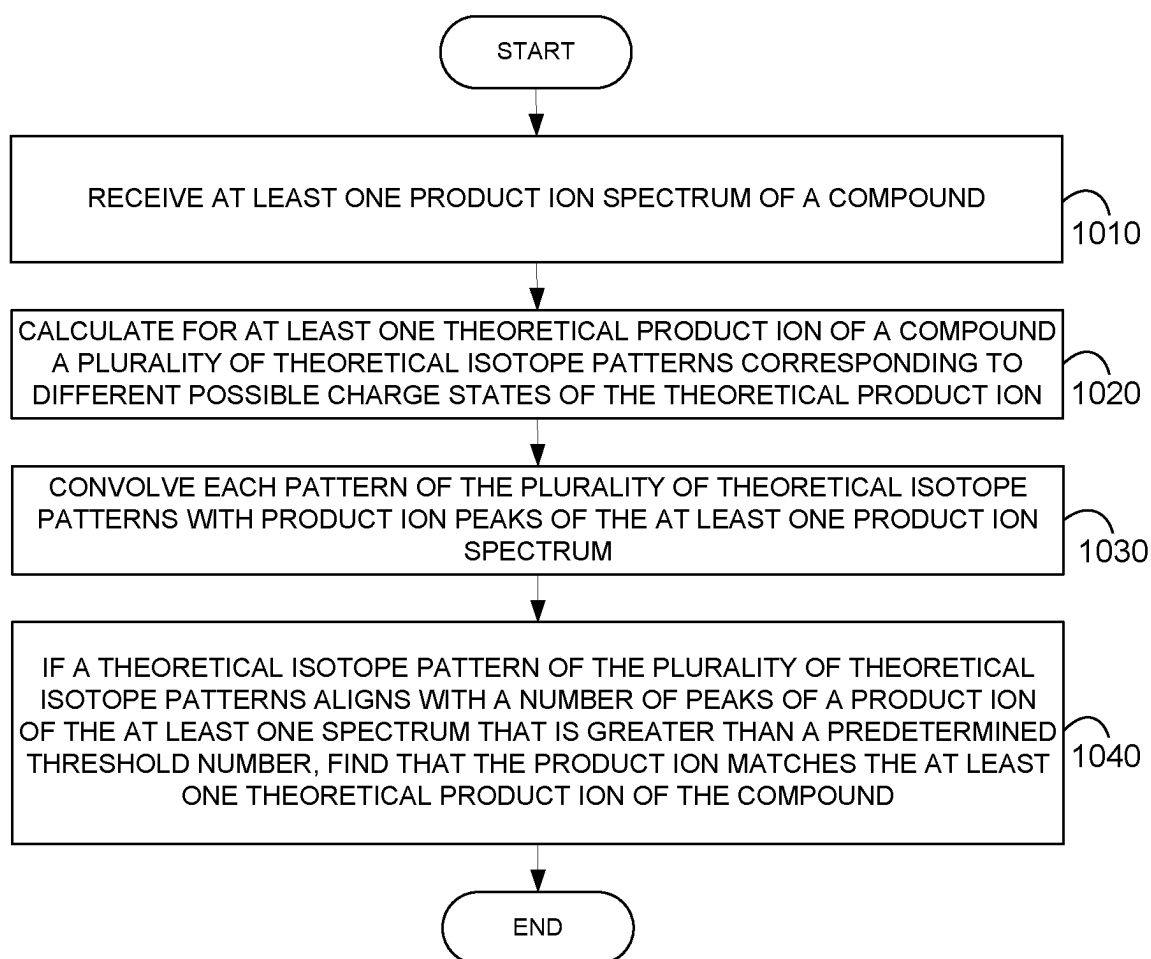 START
RECEIVE AT LEAST ONE PRODUCT ION SPECTRUM OF A COMPOUND
1010
CALCULATE FOR AT LEAST ONE THEORETICAL PRODUCT ION OF A COMPOUND
A PLURALITY OF THEORETICAL ISOTOPE PATTERNS CORRESPONDING TO
DIFFERENT POSSIBLE CHARGE STATES OF THE THEORETICAL PRODUCT ION
1020
CONVOLVE EACH PATTERN OF THE PLURALITY OF THEORETICAL ISOTOPE
PATTERNS WITH PRODUCT ION PEAKS OF THE AT LEAST ONE PRODUCT ION
SPECTRUM
1030
IF A THEORETICAL ISOTOPE PATTERN OF THE PLURALITY OF THEORETICAL
ISOTOPE PATTERNS ALIGNS WITH A NUMBER OF PEAKS OF A PRODUCT ION
OF THE AT LEAST ONE SPECTRUM THAT IS GREATER THAN A PREDETERMINED
THRESHOLD NUMBER, FIND THAT THE PRODUCT ION MATCHES THE AT LEAST
ONE THEORETICAL PRODUCT ION OF THE COMPOUND
1040
END